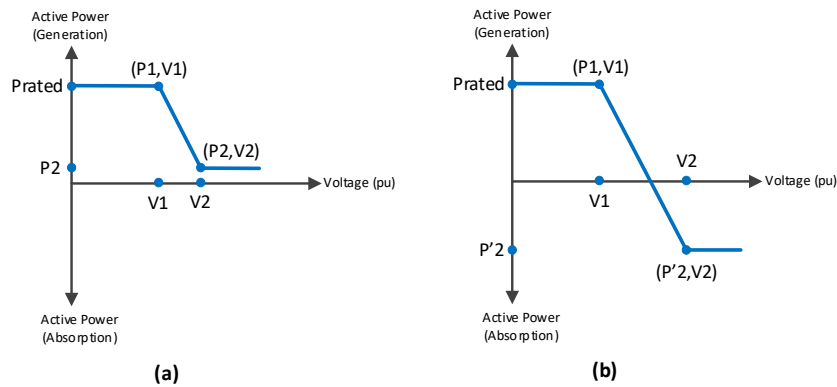 Active Power
(Generation)
(P1,V1)
Prated
(P2,V2)
P2
Voltage (pu)
V1
V2
Active Power
(Absorption)
(a)
Active Power
(Generation)
(P1,V1)
Prated
V2
Voltage (pu)
V1
P'2
(P'2,V2)
Active Power
(Absorption)
(b)